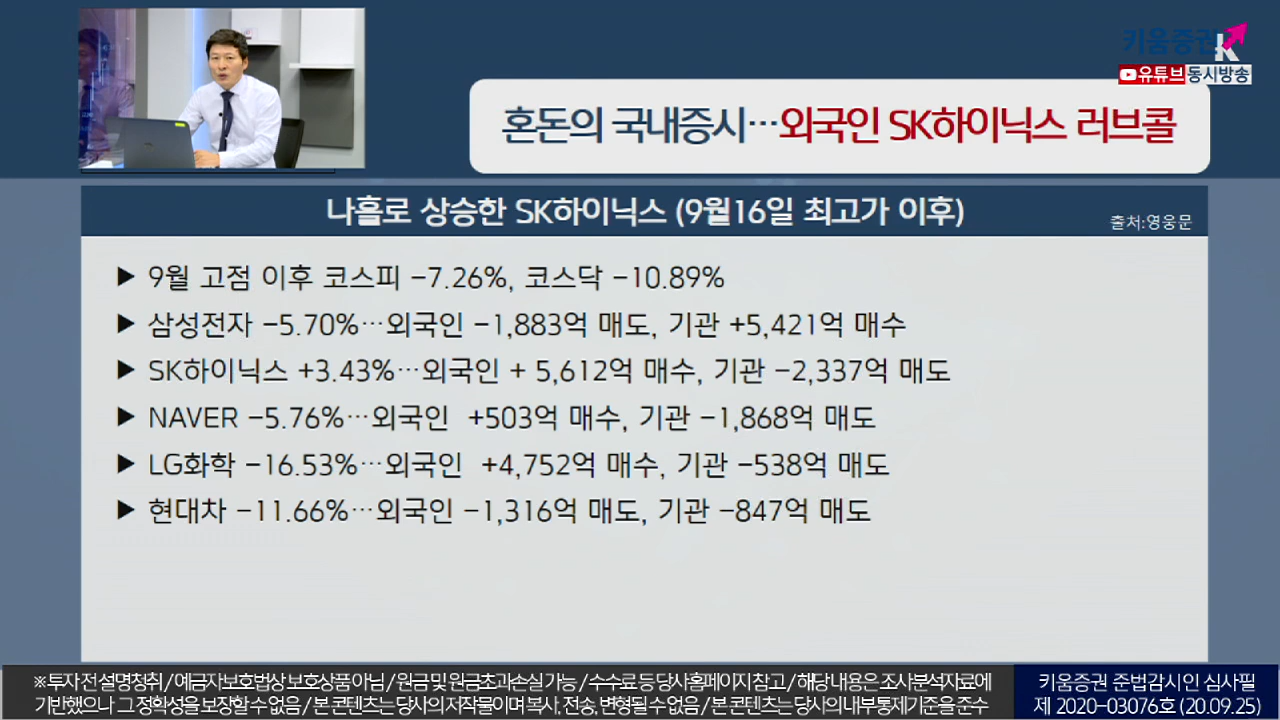 키움증권
유튜브 동시방송
혼돈의 국내증시…외국인 SK하이닉스 러브콜
나홀로 상승한 SK하이닉스 (9월16일 최고가 이후)
출처:영웅문
▶ 9월 고점 이후 코스피 -7.26%, 코스닥 -10.89%
▶ 삼성전자 -5.70%…외국인 -1,883억 매도, 기관 +5,421억 매수
▶ SK하이닉스 +3.43%…외국인 + 5,612억 매수, 기관 -2,337억 매도
▶ NAVER -5.76%…외국인 +503억 매수, 기관 -1,868억 매도
▶ LG화학 -16.53%…외국인 +4,752억 매수, 기관 -538억 매도
▶ 현대차 -11.66%…외국인 -1,316억 매도, 기관 -847억 매도
※ 투자 전 설명청취 / 예금자보호법상 보호상품 아님 / 원금 및 원금초과손실 가능 / 수수료 등 당사홈페이지 참고 / 해당 내용은 조사분석자료에
기반했으나 그 정확성을 보장할 수 없음 / 본 콘텐츠는 당사의 저작물이며 복사, 전송, 변형될 수 없음 / 본 콘텐츠는 당사의 내부통제기준을 준수
키움증권 준법감시인 심사필
제 2020-03076호 (20.09.25)